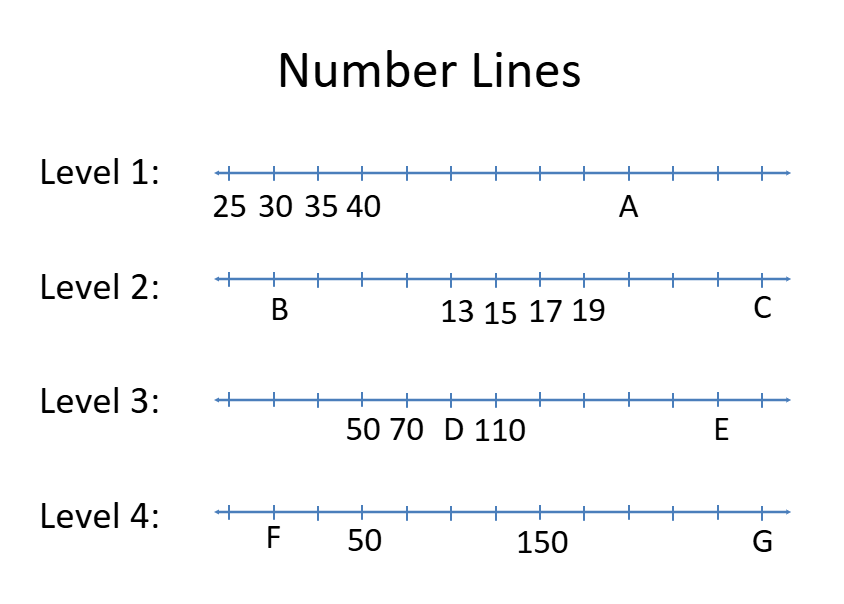 Number Lines
Level 1:
25 30 35 40 A
Level 2:
B 13 15 17 19 C
Level 3:
50 70 D 110 E
Level 4:
F 50 150 G